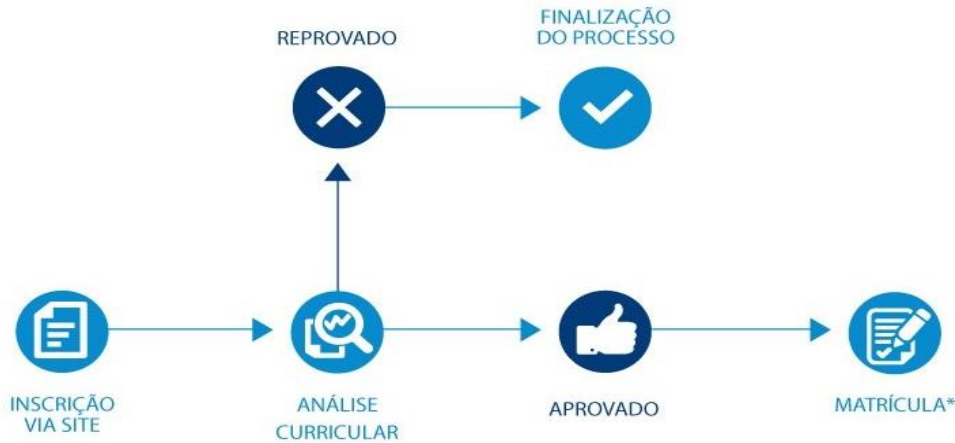 REPROVADO
FINALIZAÇÃO
DO PROCESSO
INSCRIÇÃO
VIA SITE
ANÁLISE
CURRICULAR
APROVADO
MATRÍCULA*